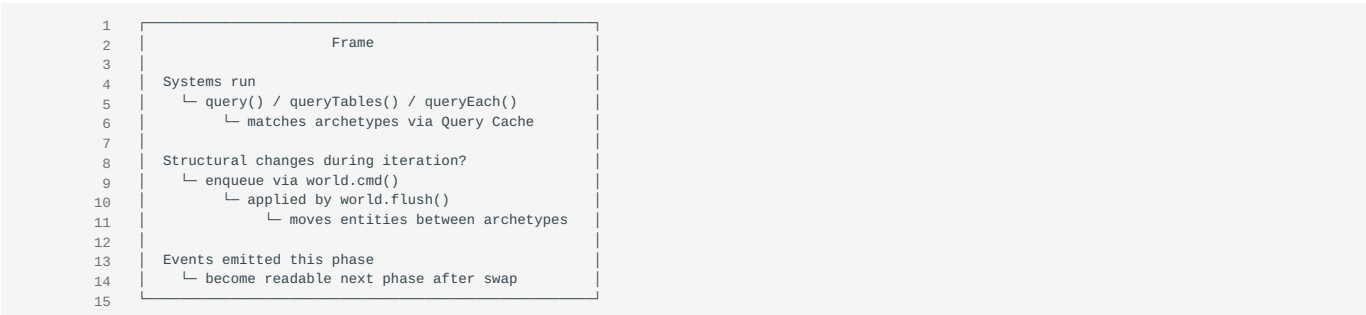 1 ┌─────────────────────────────────────────────────────┐
2 │                      Frame                          │
3 │                                                     │
4 │  Systems run                                        │
5 │    └─ query() / queryTables() / queryEach()         │
6 │         └─ matches archetypes via Query Cache       │
7 │                                                     │
8 │  Structural changes during iteration?               │
9 │    └─ enqueue via world.cmd()                       │
10 │         └─ applied by world.flush()                 │
11 │              └─ moves entities between archetypes   │
12 │                                                     │
13 │  Events emitted this phase                          │
14 │    └─ become readable next phase after swap         │
15 └─────────────────────────────────────────────────────┘